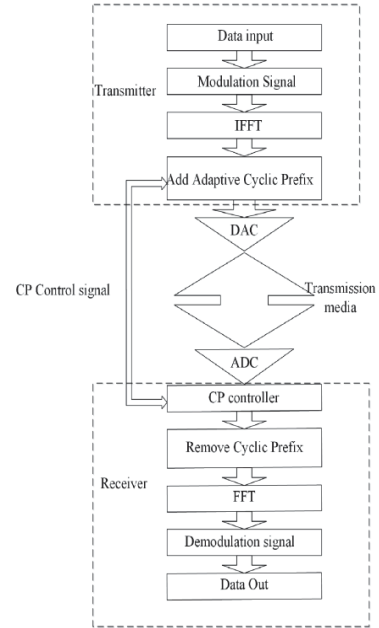 Data input
Modulation Signal
Transmitter
IFFT
Add Adaptive Cyclic Prefix
DAC
CP Control signal
Transmission
media
ADC
CP controller
Remove Cyclic Prefix
Receiver
FFT
Demodulation signal
Data Out